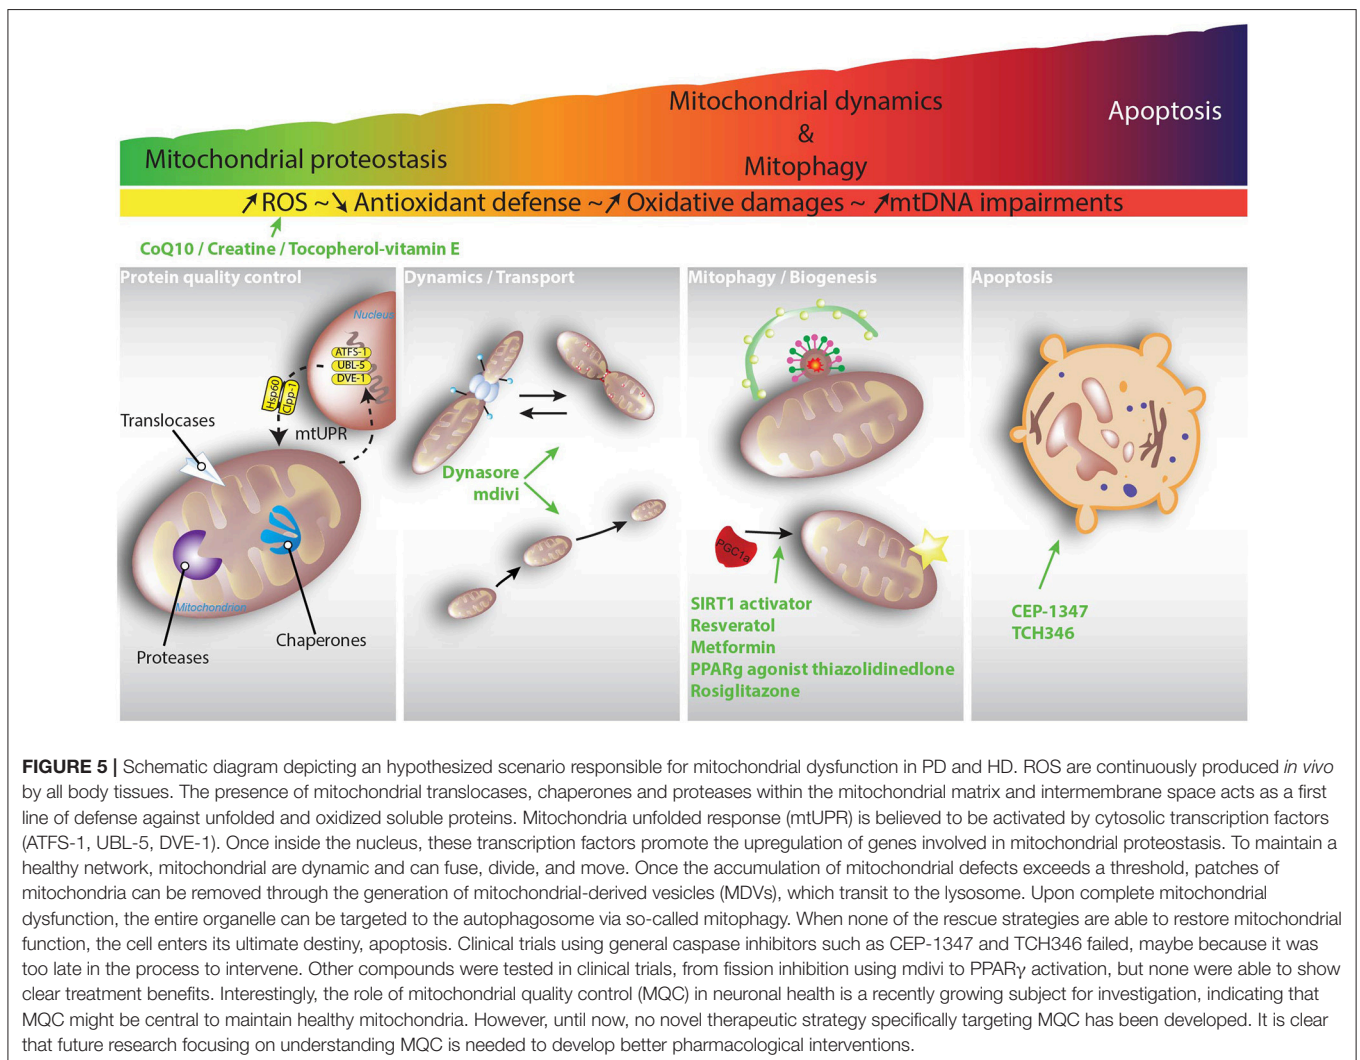 Mitochondrial dynamics
&
Mitophagy
Apoptosis
Mitochondrial proteostasis
↗ROS ~↘ Antioxidant defense ~↗ Oxidative damages ~ ↗mtDNA impairments
CoQ10 / Creatine / Tocopherol-vitamin E
Protein quality control
Nucleus
ATFS-1
UBL-5
DVE-1
Hsp60
Clpp-1
mtUPR
Translocases
Mitochondrion
Proteases
Chaperones
Dynamics / Transport
Dynasore
mdivi
Mitophagy / Biogenesis
PGC1a
SIRT1 activator
Resveratol
Metformin
PPARg agonist thiazolidinedlone
Rosiglitazone
Apoptosis
CEP-1347
TCH346
FIGURE 5 | Schematic diagram depicting an hypothesized scenario responsible for mitochondrial dysfunction in PD and HD. ROS are continuously produced in vivo
by all body tissues. The presence of mitochondrial translocases, chaperones and proteases within the mitochondrial matrix and intermembrane space acts as a first
line of defense against unfolded and oxidized soluble proteins. Mitochondria unfolded response (mtUPR) is believed to be activated by cytosolic transcription factors
(ATFS-1, UBL-5, DVE-1). Once inside the nucleus, these transcription factors promote the upregulation of genes involved in mitochondrial proteostasis. To maintain a
healthy network, mitochondrial are dynamic and can fuse, divide, and move. Once the accumulation of mitochondrial defects exceeds a threshold, patches of
mitochondria can be removed through the generation of mitochondrial-derived vesicles (MDVs), which transit to the lysosome. Upon complete mitochondrial
dysfunction, the entire organelle can be targeted to the autophagosome via so-called mitophagy. When none of the rescue strategies are able to restore mitochondrial
function, the cell enters its ultimate destiny, apoptosis. Clinical trials using general caspase inhibitors such as CEP-1347 and TCH346 failed, maybe because it was
too late in the process to intervene. Other compounds were tested in clinical trials, from fission inhibition using mdivi to PPARγ activation, but none were able to show
clear treatment benefits. Interestingly, the role of mitochondrial quality control (MQC) in neuronal health is a recently growing subject for investigation, indicating that
MQC might be central to maintain healthy mitochondria. However, until now, no novel therapeutic strategy specifically targeting MQC has been developed. It is clear
that future research focusing on understanding MQC is needed to develop better pharmacological interventions.